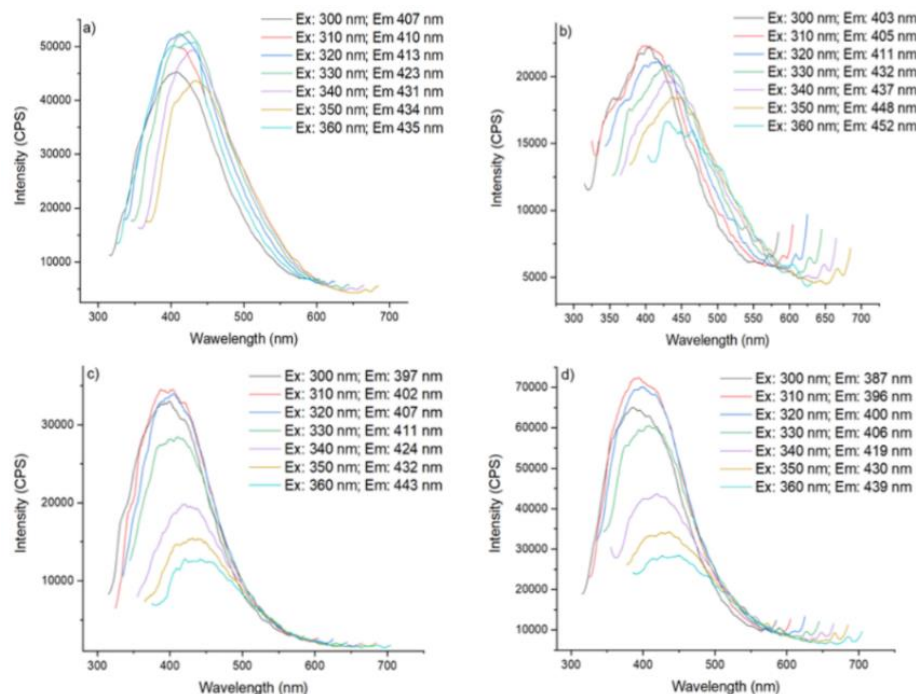 a)
Ex: 300 nm; Em 407 nm
Ex: 310 nm; Em 410 nm
Ex: 320 nm; Em 413 nm
Ex: 330 nm; Em 423 nm
Ex: 340 nm; Em 431 nm
Ex: 350 nm; Em 434 nm
Ex: 360 nm; Em 435 nm
Intensity (CPS)
50000
40000
30000
20000
10000
300 400 500 600 700
Wavelength (nm)
b)
Ex: 300 nm; Em: 403 nm
Ex: 310 nm; Em: 405 nm
Ex: 320 nm; Em: 411 nm
Ex: 330 nm; Em: 432 nm
Ex: 340 nm; Em: 437 nm
Ex: 350 nm; Em: 448 nm
Ex: 360 nm; Em: 452 nm
Intensity (CPS)
20000
15000
10000
5000
300 350 400 450 500 550 600 650 700
Wavelength (nm)
c)
Ex: 300 nm; Em: 397 nm
Ex: 310 nm; Em: 402 nm
Ex: 320 nm; Em: 407 nm
Ex: 330 nm; Em: 411 nm
Ex: 340 nm; Em: 424 nm
Ex: 350 nm; Em: 432 nm
Ex: 360 nm; Em: 443 nm
Intensity (CPS)
30000
20000
10000
300 400 500 600 700
Wavelength (nm)
d)
Ex: 300 nm; Em: 387 nm
Ex: 310 nm; Em: 396 nm
Ex: 320 nm; Em: 400 nm
Ex: 330 nm; Em: 406 nm
Ex: 340 nm; Em: 419 nm
Ex: 350 nm; Em: 430 nm
Ex: 360 nm; Em: 439 nm
Intensity (CPS)
70000
60000
50000
40000
30000
20000
10000
300 400 500 600 700
Wavelength (nm)